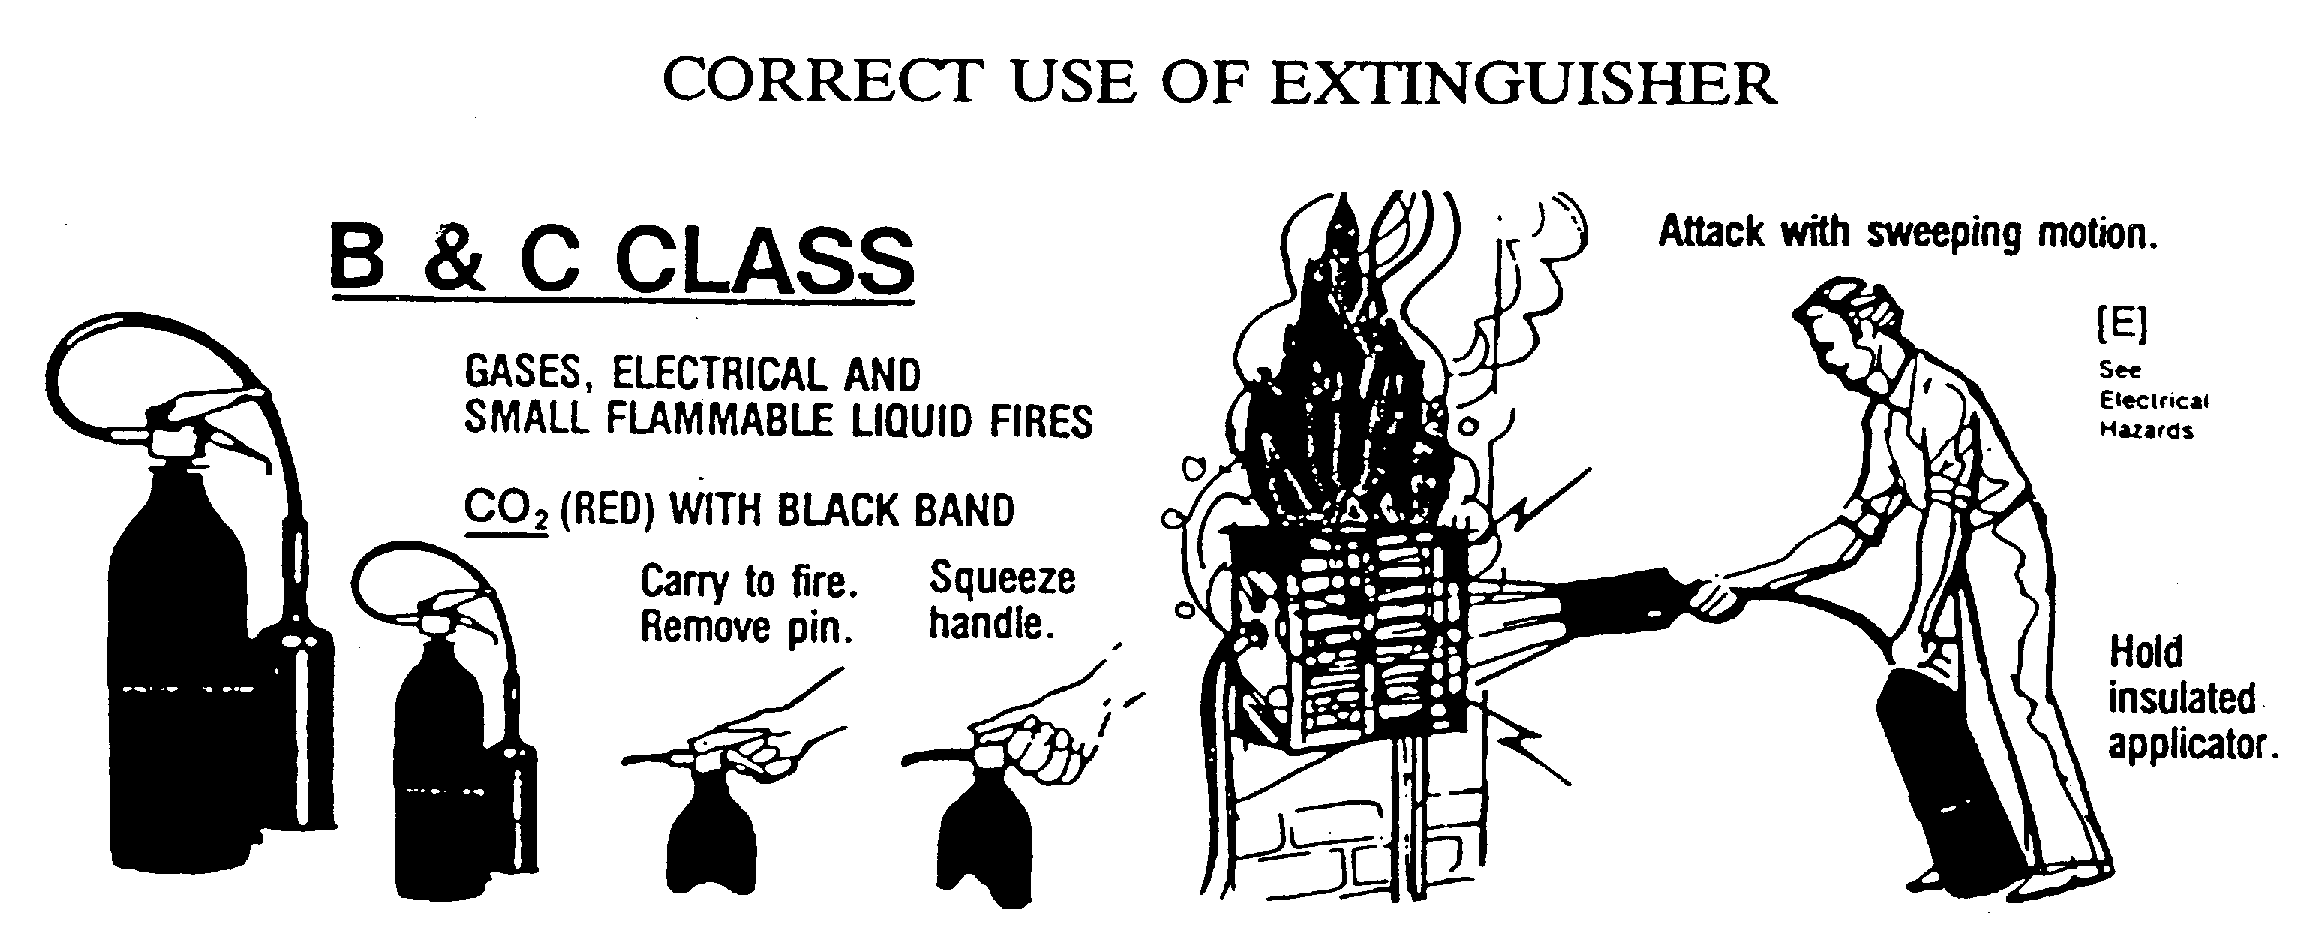 CORRECT USE OF EXTINGUISHER
B & C CLASS
GASES, ELECTRICAL AND
SMALL FLAMMABLE LIQUID FIRES
CO₂ (RED) WITH BLACK BAND
Carry to fire.
Remove pin.
Squeeze
handle.
Attack with sweeping motion.
[E]
See
Electrical
Hazards
Hold
insulated
applicator.